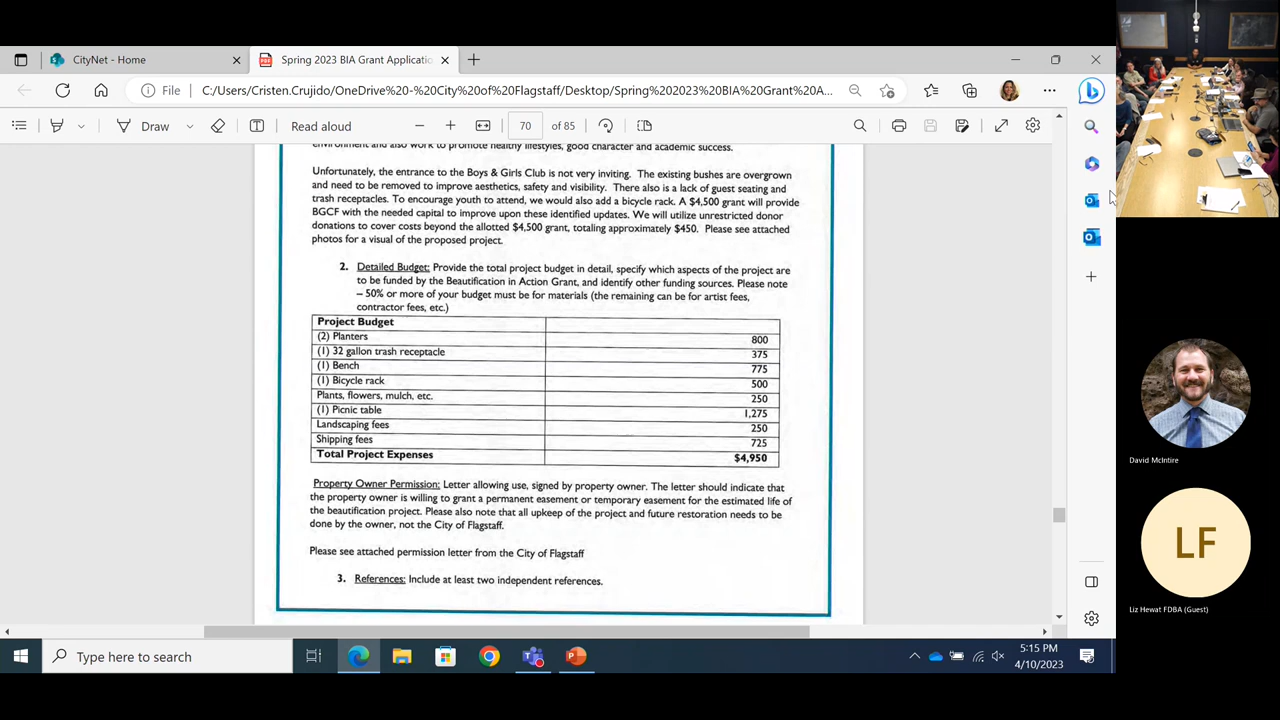 CityNet - Home
Spring 2023 BIA Grant Applicatio
File
C:/Users/Cristen.Crujido/OneDrive%20-%20City%20of%20Flagstaff/Desktop/Spring%202023%20BIA%20Grant%20A...
Draw
Read aloud
70
of 85
environment and also work to promote healthy lifestyles, good character and academic success.
Unfortunately, the entrance to the Boys & Girls Club is not very inviting. The existing bushes are overgrown
and need to be removed to improve aesthetics, safety and visibility. There also is a lack of guest seating and
trash receptacles. To encourage youth to attend, we would also add a bicycle rack. A $4,500 grant will provide
BGCF with the needed capital to improve upon these identified updates. We will utilize unrestricted donor
donations to cover costs beyond the allotted $4,500 grant, totaling approximately $450. Please see attached
photos for a visual of the proposed project.
2. Detailed Budget: Provide the total project budget in detail, specify which aspects of the project are
to be funded by the Beautification in Action Grant, and identify other funding sources. Please note
– 50% or more of your budget must be for materials (the remaining can be for artist fees,
contractor fees, etc.)
Project Budget
(2) Planters 800
(1) 32 gallon trash receptacle 375
(1) Bench 775
(1) Bicycle rack 500
Plants, flowers, mulch, etc. 250
(1) Picnic table 1,275
Landscaping fees 250
Shipping fees 725
Total Project Expenses $4,950
Property Owner Permission: Letter allowing use, signed by property owner. The letter should indicate that
the property owner is willing to grant a permanent easement or temporary easement for the estimated life of
the beautification project. Please also note that all upkeep of the project and future restoration needs to be
done by the owner, not the City of Flagstaff.
Please see attached permission letter from the City of Flagstaff
3. References: Include at least two independent references.
David McIntire
LF
Liz Hewat FDBA (Guest)
Type here to search
5:15 PM
4/10/2023